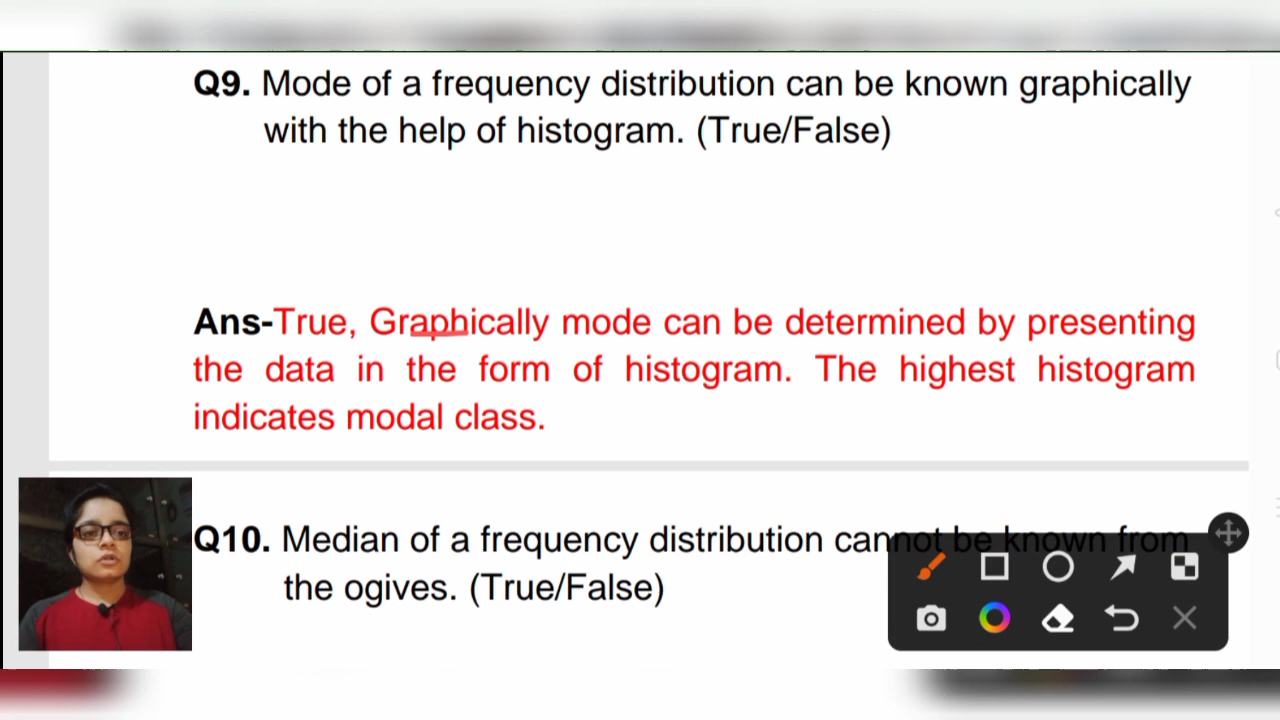 Q9. Mode of a frequency distribution can be known graphically
with the help of histogram. (True/False)
Ans-True, Graphically mode can be determined by presenting
the data in the form of histogram. The highest histogram
indicates modal class.
Q10. Median of a frequency distribution cannot be known from
the ogives. (True/False)